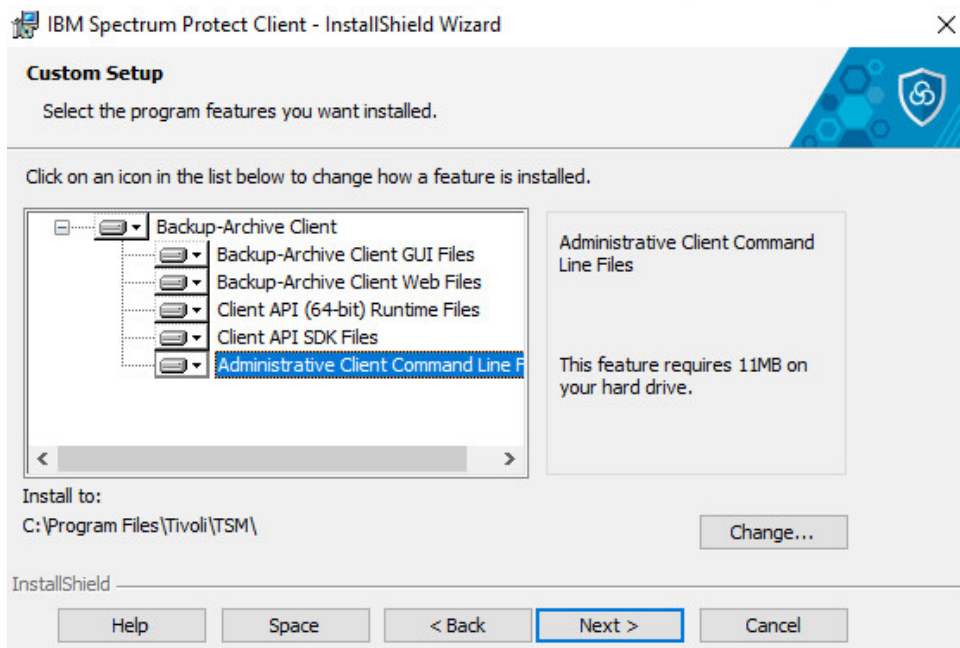 IBM Spectrum Protect Client - InstallShield Wizard
Custom Setup
Select the program features you want installed.
Click on an icon in the list below to change how a feature is installed.
Backup-Archive Client
Backup-Archive Client GUI Files
Backup-Archive Client Web Files
Client API (64-bit) Runtime Files
Client API SDK Files
Administrative Client Command Line F
Administrative Client Command
Line Files
This feature requires 11MB on
your hard drive.
Install to:
C:\Program Files\Tivoli\TSM\
Change...
InstallShield
Help Space < Back Next > Cancel